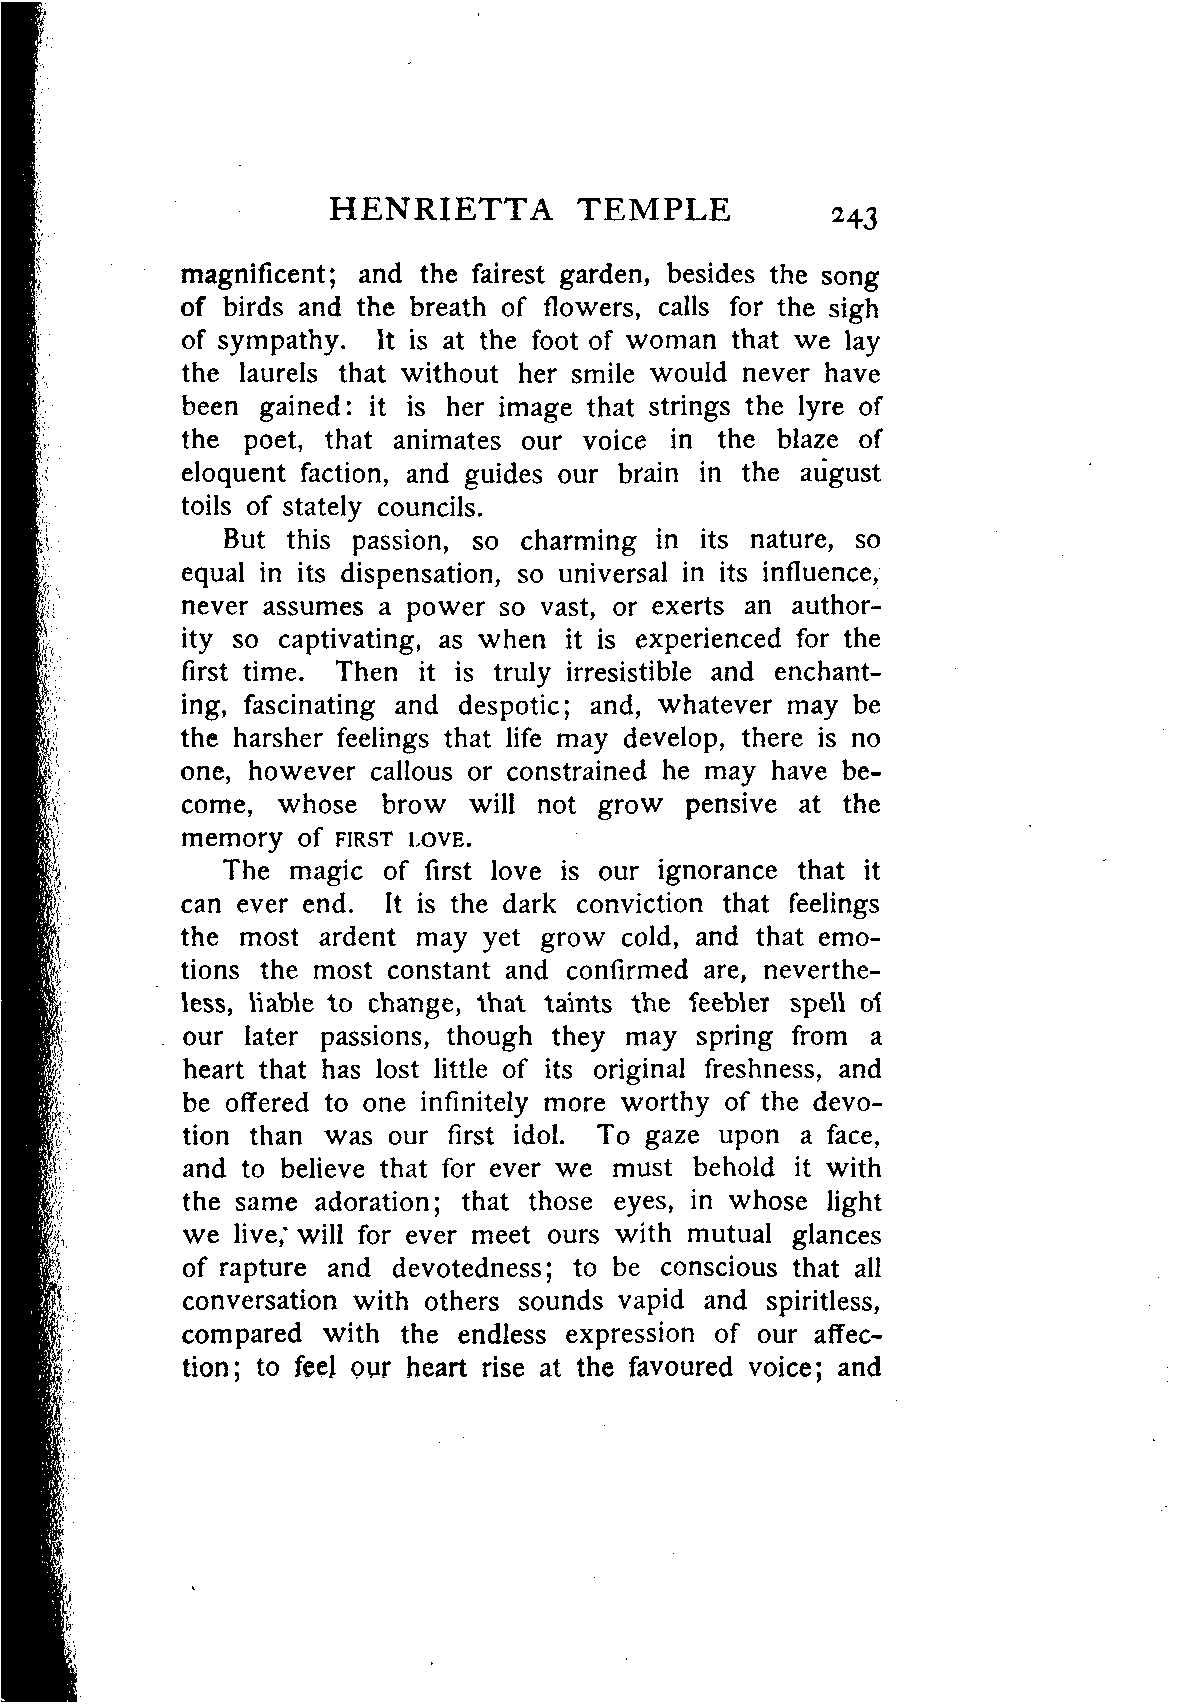 HENRIETTA TEMPLE 243
magnificent; and the fairest garden, besides the song
of birds and the breath of flowers, calls for the sigh
of sympathy. It is at the foot of woman that we lay
the laurels that without her smile would never have
been gained: it is her image that strings the lyre of
the poet, that animates our voice in the blaze of
eloquent faction, and guides our brain in the august
toils of stately councils.
But this passion, so charming in its nature, so
equal in its dispensation, so universal in its influence,
never assumes a power so vast, or exerts an author-
ity so captivating, as when it is experienced for the
first time. Then it is truly irresistible and enchant-
ing, fascinating and despotic; and, whatever may be
the harsher feelings that life may develop, there is no
one, however callous or constrained he may have be-
come, whose brow will not grow pensive at the
memory of FIRST LOVE.
The magic of first love is our ignorance that it
can ever end. It is the dark conviction that feelings
the most ardent may yet grow cold, and that emo-
tions the most constant and confirmed are, neverthe-
less, liable to change, that taints the feebler spell of
our later passions, though they may spring from a
heart that has lost little of its original freshness, and
be offered to one infinitely more worthy of the devo-
tion than was our first idol. To gaze upon a face,
and to believe that for ever we must behold it with
the same adoration; that those eyes, in whose light
we live, will for ever meet ours with mutual glances
of rapture and devotedness; to be conscious that all
conversation with others sounds vapid and spiritless,
compared with the endless expression of our affec-
tion; to feel our heart rise at the favoured voice; and